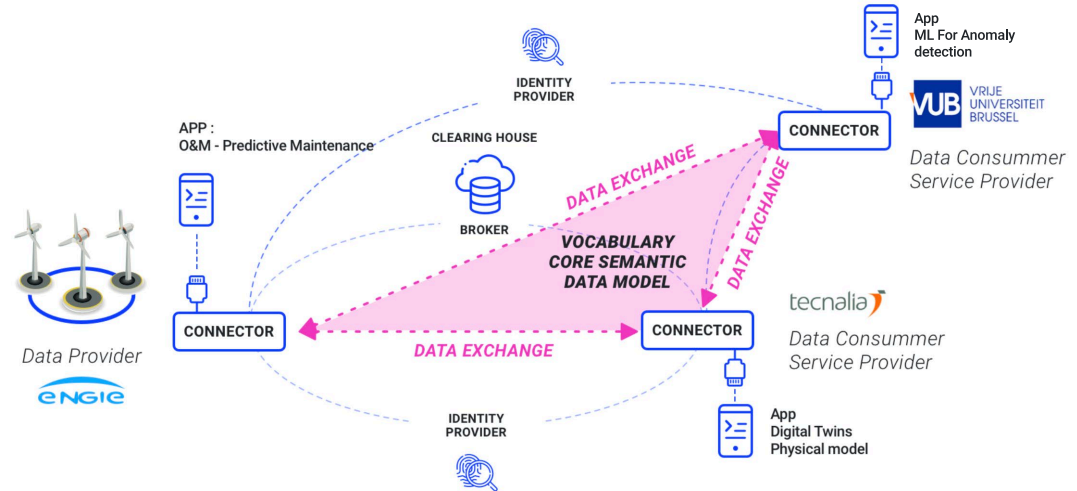 App
ML For Anomaly
detection
IDENTITY
PROVIDER
VUB
VRIJE
UNIVERSITEIT
BRUSSEL
APP :
O&M - Predictive Maintenance
CLEARING HOUSE
CONNECTOR
Data Consummer
Service Provider
DATA EXCHANGE
DATA EXCHANGE
BROKER
VOCABULARY
CORE SEMANTIC
DATA MODEL
tecnalia
CONNECTOR
CONNECTOR
Data Consummer
Service Provider
DATA EXCHANGE
Data Provider
ENGIE
IDENTITY
PROVIDER
App
Digital Twins
Physical model